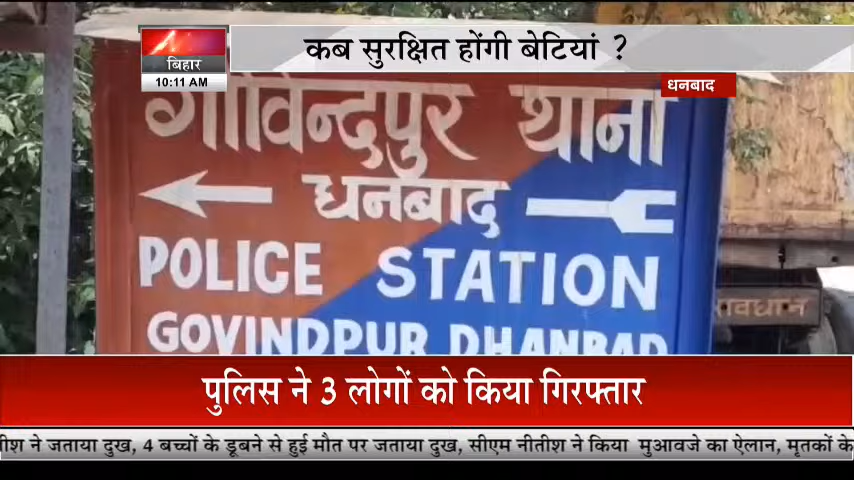 कब सुरक्षित होंगी बेटियां ?
बिहार
10:11 AM
धनबाद
गोविन्दपुर थाना
धनबाद
POLICE STATION
GOVINDPUR DHANBAD
पुलिस ने 3 लोगों को किया गिरफ्तार
ीश ने जताया दुख, 4 बच्चों के डूबने से हुई मौत पर जताया दुख, सीएम नीतीश ने किया मुआवजे का ऐलान, मृतकों के